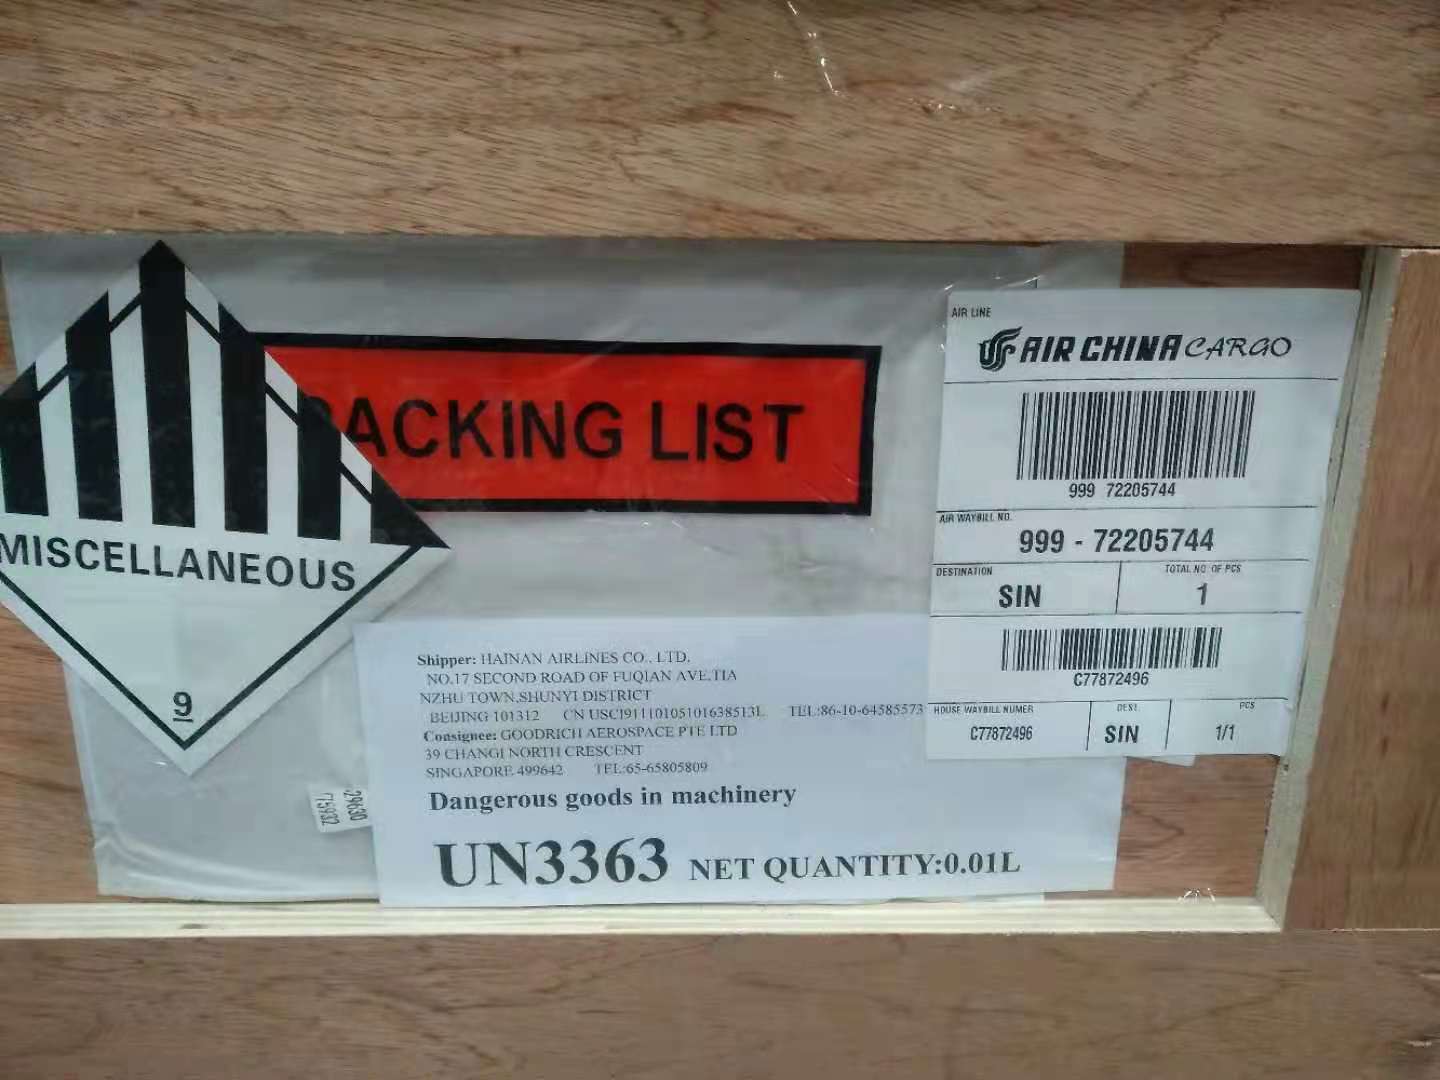 PACKING LIST
MISCELLANEOUS
9
AIR LINE
AIR CHINA CARGO
999 72205744
AIR WAYBILL NO.
999 - 72205744
DESTINATION
TOTAL NO. OF PCS
SIN
1
C77872496
HOUSE WAYBILL NUMER
DEST.
PCS
C77872496
SIN
1/1
Shipper: HAINAN AIRLINES CO., LTD.
NO.17 SECOND ROAD OF FUQIAN AVE,TIA
NZHU TOWN,SHUNYI DISTRICT
BEIJING 101312 CN USCI91110105101638513L TEL:86-10-64585573
Consignee: GOODRICH AEROSPACE PTE LTD
39 CHANGI NORTH CRESCENT
SINGAPORE 499642 TEL:65-65805809
Dangerous goods in machinery
UN3363 NET QUANTITY:0.01L
29630
75932